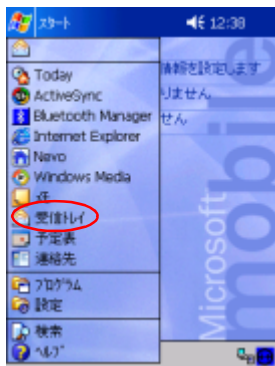 スタート 12:38
Today
情報を設定します
ActiveSync
りません
Bluetooth Manager
せん
Internet Explorer
Nevo
Windows Media
メモ
受信トレイ
予定表
連絡先
プログラム
設定
検索
ヘルプ
Microsoft
mobile